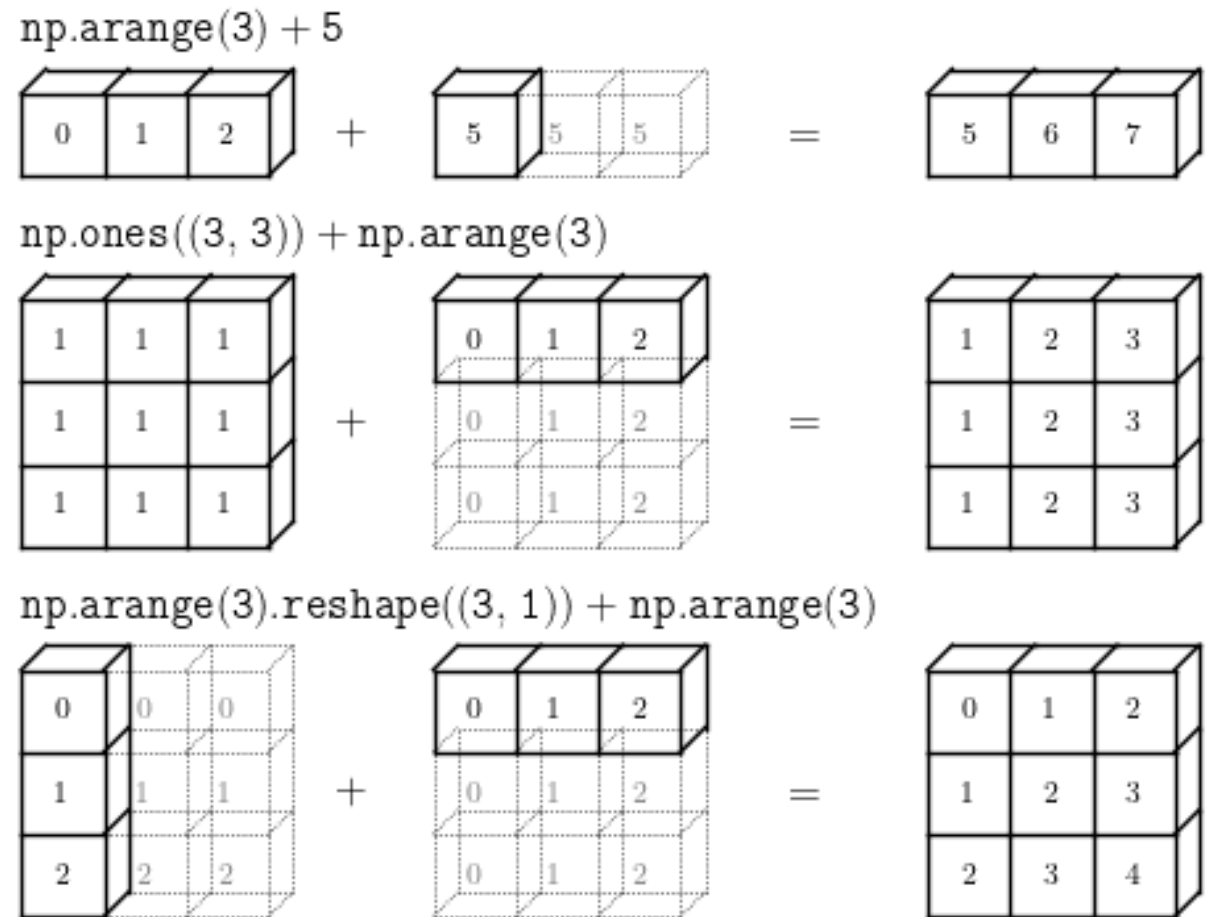 np.arange(3) + 5
0 1 2 + 5 5 5 = 5 6 7
np.ones((3, 3)) + np.arange(3)
1 1 1 0 1 2 1 2 3
1 1 1 + 0 1 2 = 1 2 3
1 1 1 0 1 2 1 2 3
np.arange(3).reshape((3, 1)) + np.arange(3)
0 0 0 0 1 2 0 1 2
1 1 1 + 0 1 2 = 1 2 3
2 2 2 0 1 2 2 3 4